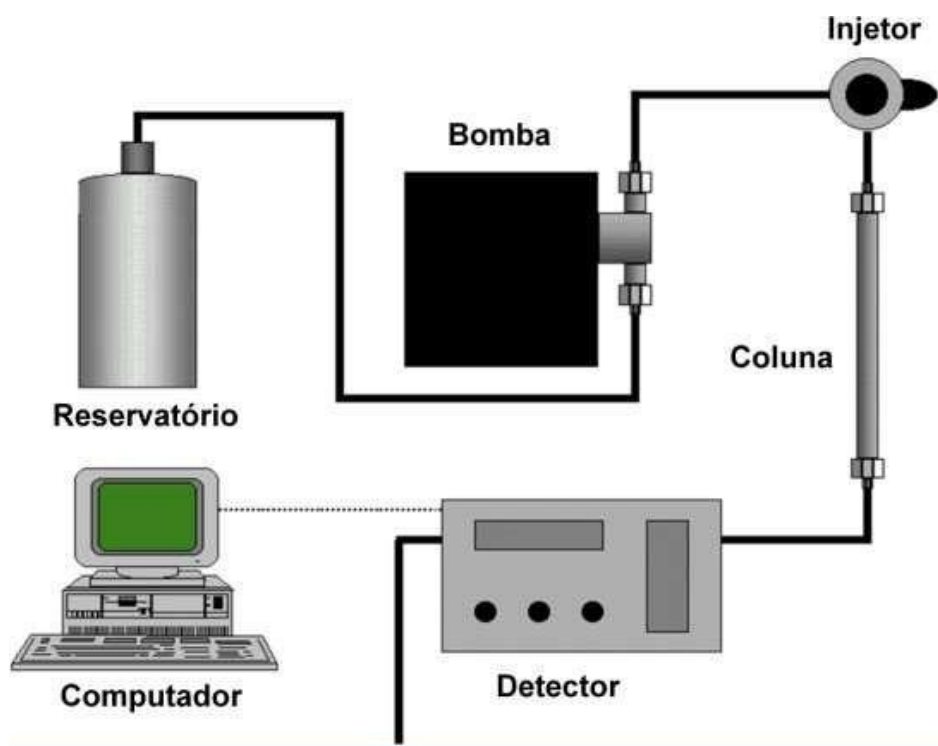 Injetor
Bomba
Coluna
Reservatório
Computador
Detector